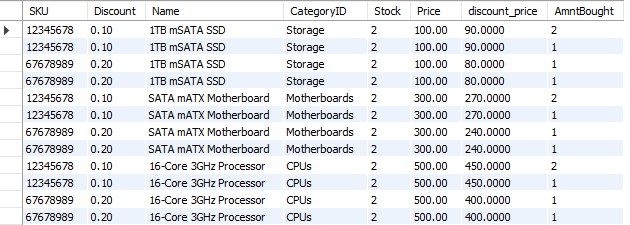 SKU Discount Name CategoryID Stock Price discount_price AmntBought
12345678 0.10 1TB mSATA SSD Storage 2 100.00 90.0000 2
12345678 0.10 1TB mSATA SSD Storage 2 100.00 90.0000 1
67678989 0.20 1TB mSATA SSD Storage 2 100.00 80.0000 1
67678989 0.20 1TB mSATA SSD Storage 2 100.00 80.0000 1
12345678 0.10 SATA mATX Motherboard Motherboards 2 300.00 270.0000 2
12345678 0.10 SATA mATX Motherboard Motherboards 2 300.00 270.0000 1
67678989 0.20 SATA mATX Motherboard Motherboards 2 300.00 240.0000 1
67678989 0.20 SATA mATX Motherboard Motherboards 2 300.00 240.0000 1
12345678 0.10 16-Core 3GHz Processor CPUs 2 500.00 450.0000 2
12345678 0.10 16-Core 3GHz Processor CPUs 2 500.00 450.0000 1
67678989 0.20 16-Core 3GHz Processor CPUs 2 500.00 400.0000 1
67678989 0.20 16-Core 3GHz Processor CPUs 2 500.00 400.0000 1